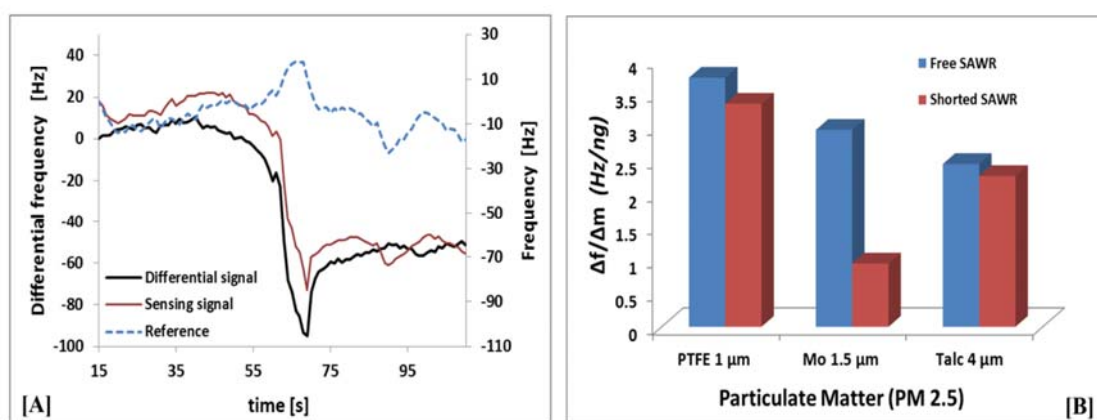 Differential frequency [Hz]
40
20
0
-20
-40
-60
-80
-100
30
10
-10
-30
-50
-70
-90
-110
Frequency [Hz]
Differential signal
Sensing signal
Reference
15 35 55 75 95
time [s]
[A]
Δf/Δm (Hz/ng)
4
3.5
3
2.5
2
1.5
1
0.5
0
Free SAWR
Shorted SAWR
PTFE 1 µm Mo 1.5 µm Talc 4 µm
Particulate Matter (PM 2.5)
[B]